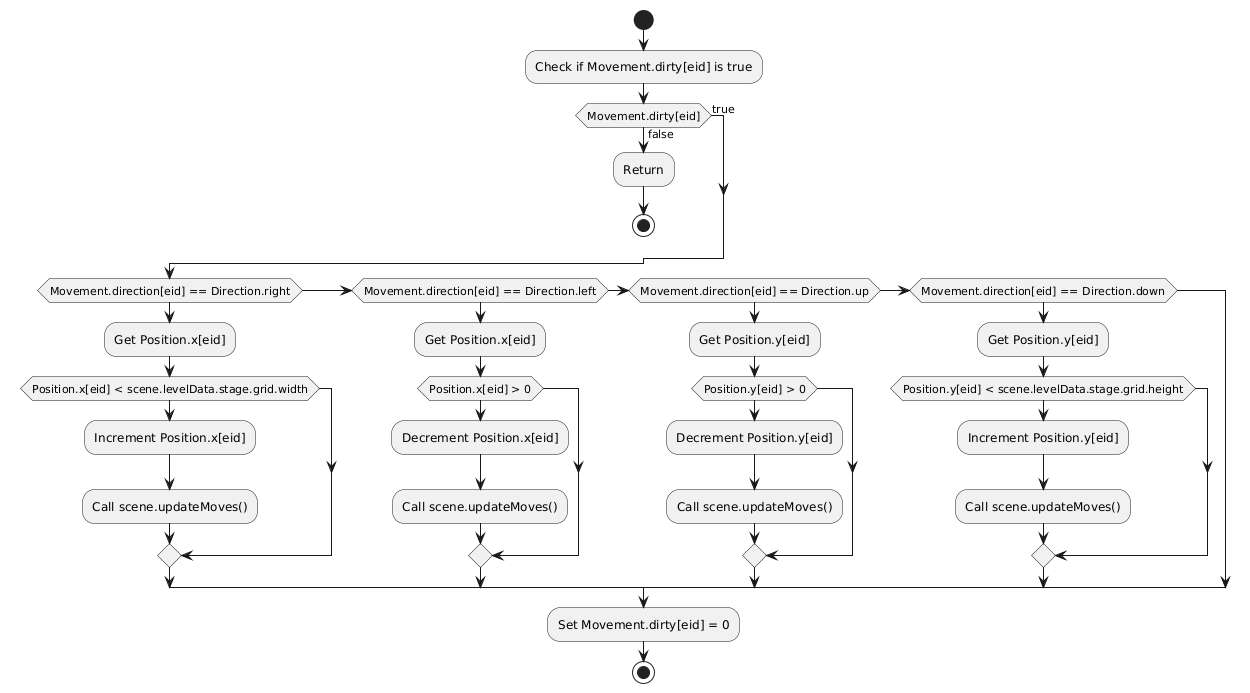 Check if Movement.dirty[eid] is true
Movement.dirty[eid]
true
false
Return
Movement.direction[eid] == Direction.right
Movement.direction[eid] == Direction.left
Movement.direction[eid] == Direction.up
Movement.direction[eid] == Direction.down
Get Position.x[eid]
Get Position.x[eid]
Get Position.y[eid]
Get Position.y[eid]
Position.x[eid] < scene.levelData.stage.grid.width
Position.x[eid] > 0
Position.y[eid] > 0
Position.y[eid] < scene.levelData.stage.grid.height
Increment Position.x[eid]
Decrement Position.x[eid]
Decrement Position.y[eid]
Increment Position.y[eid]
Call scene.updateMoves()
Call scene.updateMoves()
Call scene.updateMoves()
Call scene.updateMoves()
Set Movement.dirty[eid] = 0